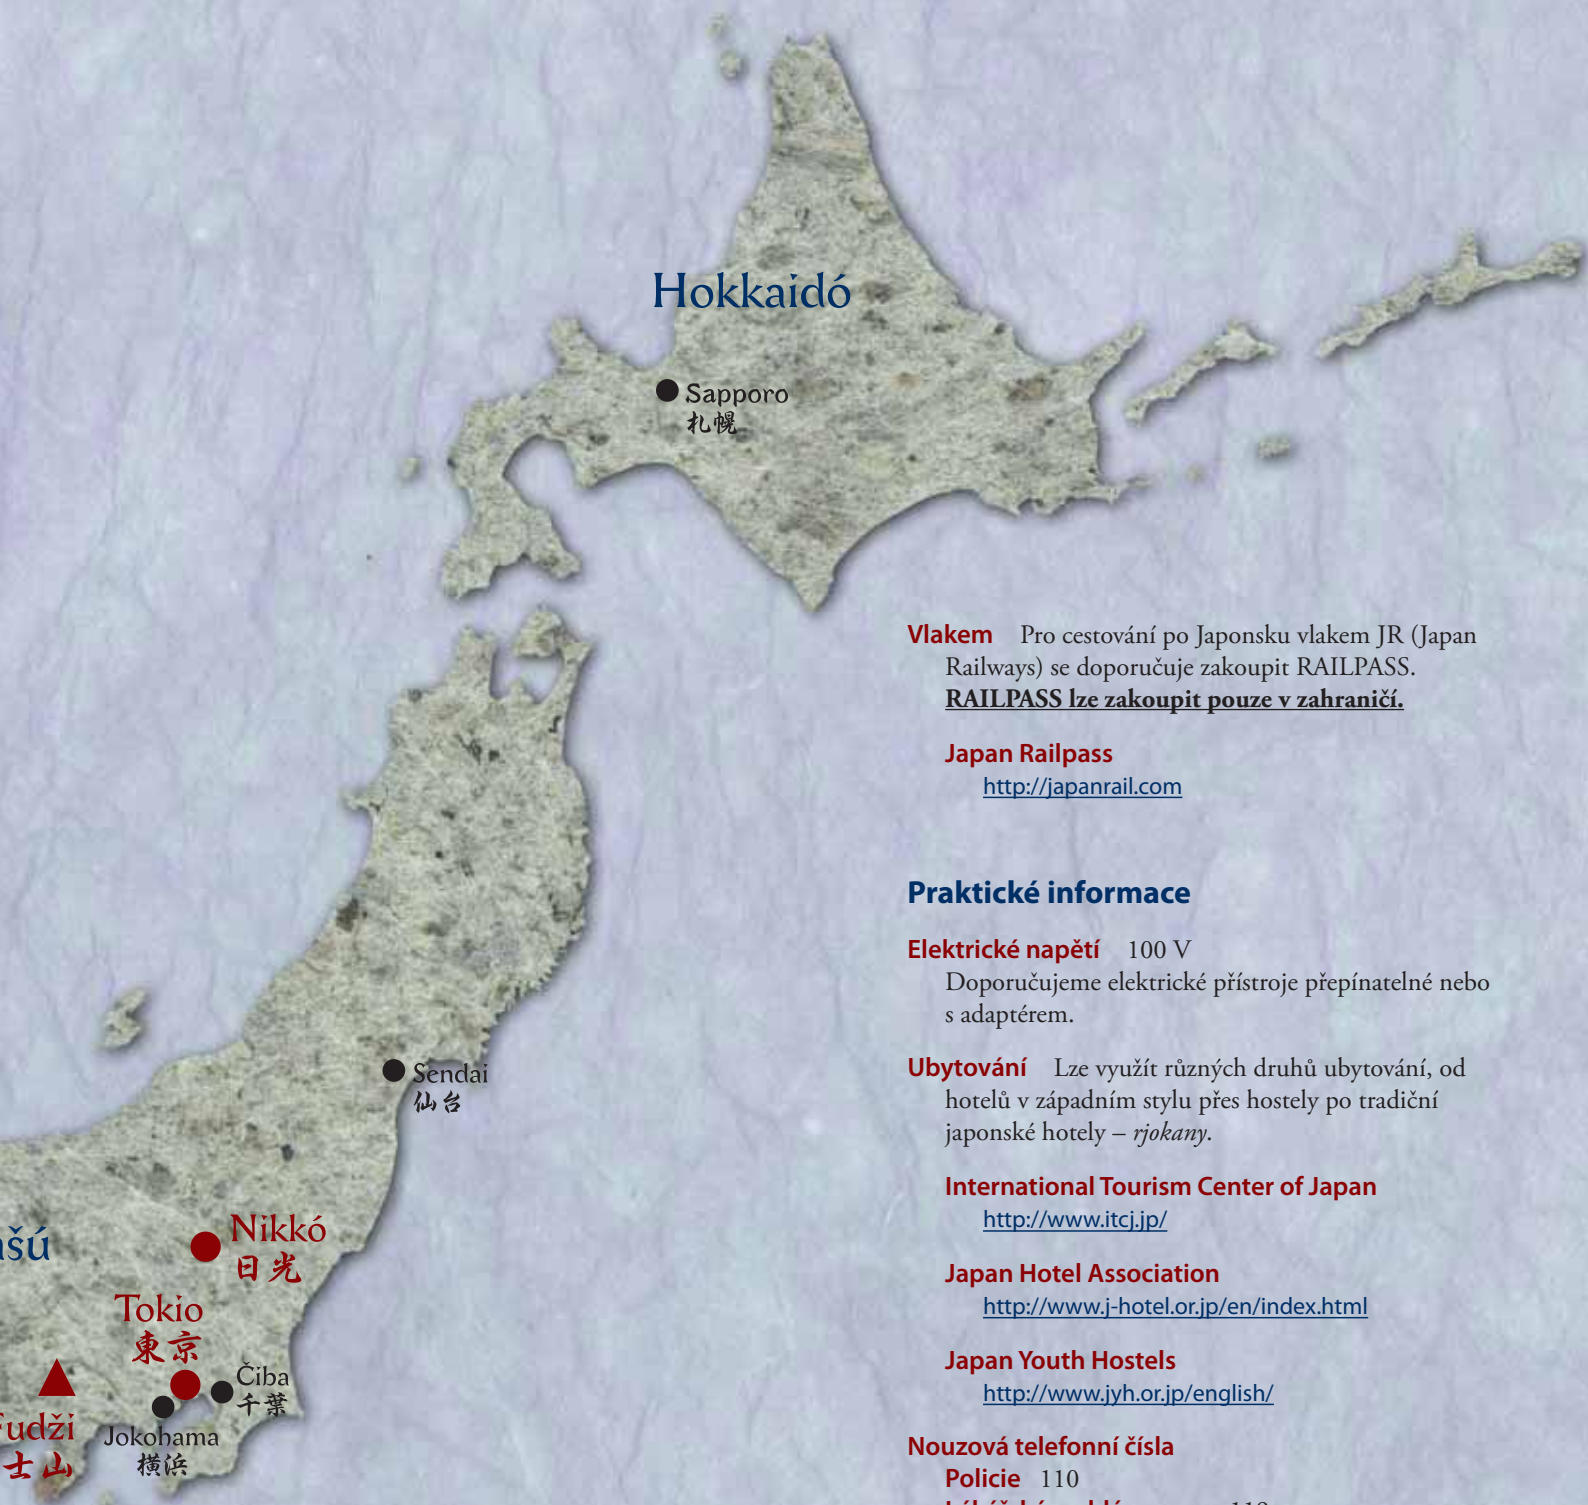 Hokkaidó
Sapporo
札幌
Sendai
仙台
Nikkó
日光
Tokio
東京
Čiba
千葉
Jokohama
横浜
士山
Vlakem Pro cestování po Japonsku vlakem JR (Japan
Railways) se doporučuje zakoupit RAILPASS.
RAILPASS lze zakoupit pouze v zahraničí.
Japan Railpass
http://japanrail.com
Praktické informace
Elektrické napětí 100 V
Doporučujeme elektrické přístroje přepínatelné nebo
s adaptérem.
Ubytování Lze využít různých druhů ubytování, od
hotelů v západním stylu přes hostely po tradiční
japonské hotely – rjokany.
International Tourism Center of Japan
http://www.itcj.jp/
Japan Hotel Association
http://www.j-hotel.or.jp/en/index.html
Japan Youth Hostels
http://www.jyh.or.jp/english/
Nouzová telefonní čísla
Policie 110